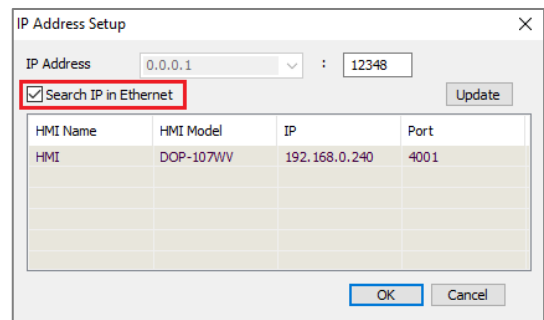 IP Address Setup
IP Address 0.0.0.1 : 12348
Search IP in Ethernet Update
HMI Name HMI Model IP Port
HMI DOP-107WV 192.168.0.240 4001
OK Cancel